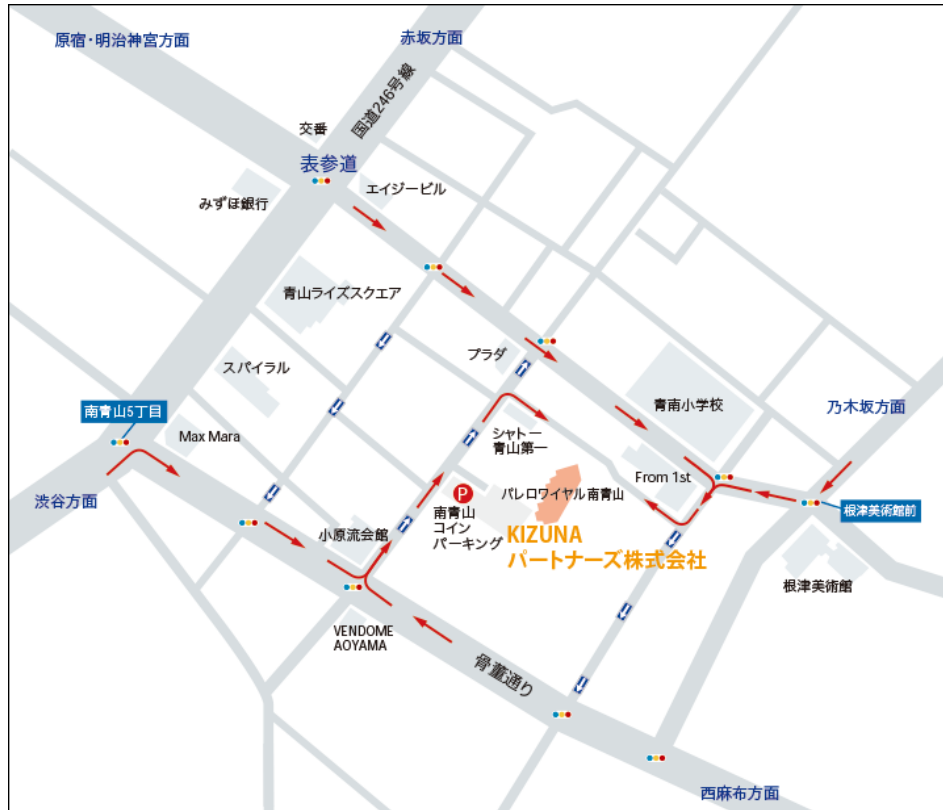 原宿・明治神宮方面
赤坂方面
国道246号線
交番
表参道
エイジービル
みずほ銀行
青山ライズスクエア
プラダ
スパイラル
青南小学校
乃木坂方面
南青山5丁目
Max Mara
シャトー
青山第一
From 1st
渋谷方面
P
パレロワイヤル南青山
根津美術館前
南青山
コイン
パーキング
小原流会館
KIZUNA
パートナーズ株式会社
根津美術館
VENDOME
AOYAMA
骨董通り
西麻布方面